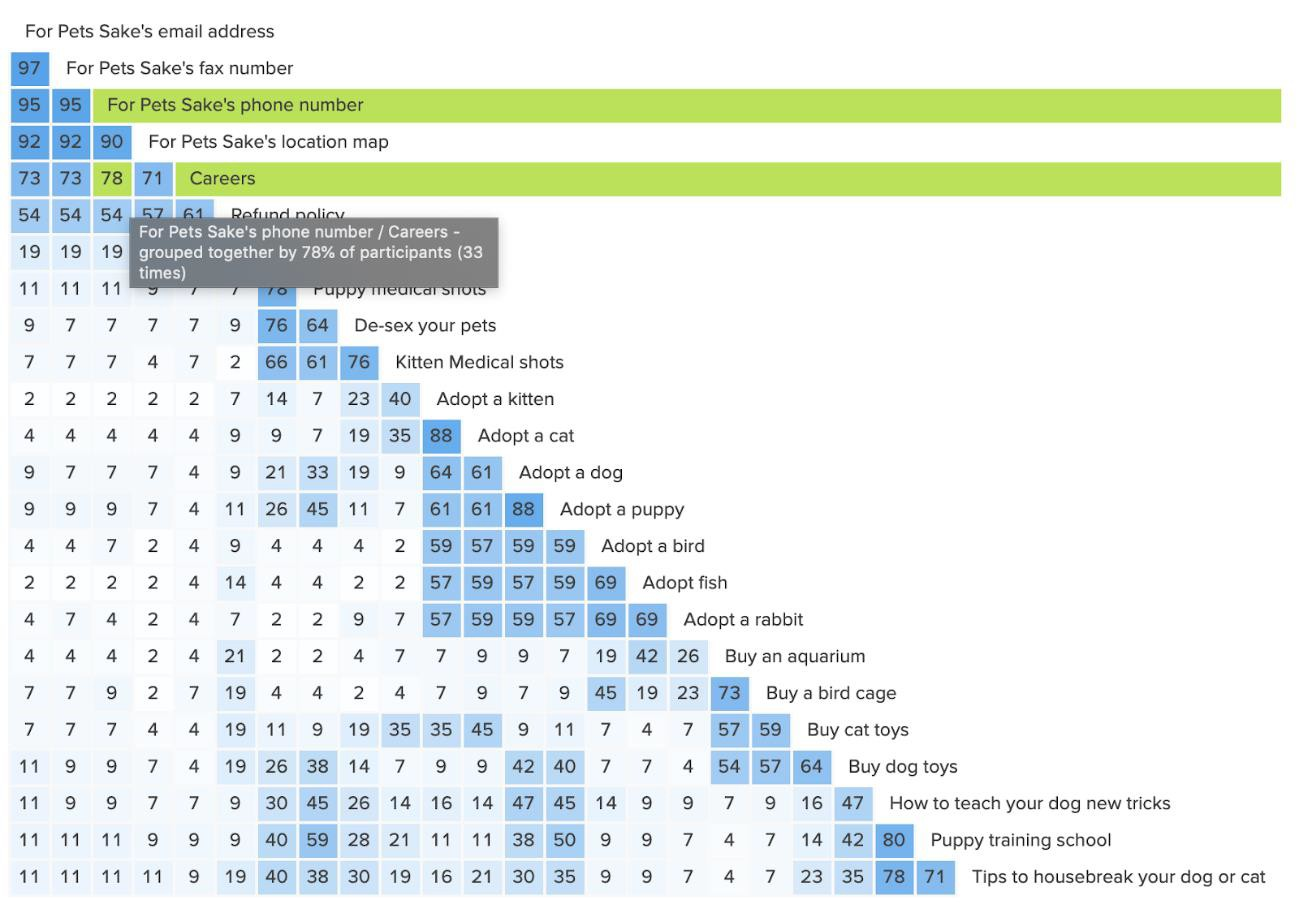 For Pets Sake's email address
97 For Pets Sake's fax number
95 95 For Pets Sake's phone number
92 92 90 For Pets Sake's location map
73 73 78 71 Careers
54 54 54 57 61 Refund policy
For Pets Sake's phone number / Careers -
grouped together by 78% of participants (33
times)
19 19 19
11 11 11 9 7 7 78 Puppy medical shots
9 7 7 7 7 9 76 64 De-sex your pets
7 7 7 4 7 2 66 61 76 Kitten Medical shots
2 2 2 2 2 7 14 7 23 40 Adopt a kitten
4 4 4 4 4 9 9 7 19 35 88 Adopt a cat
9 7 7 7 4 9 21 33 19 9 64 61 Adopt a dog
9 9 9 7 4 11 26 45 11 7 61 61 88 Adopt a puppy
4 4 7 2 4 9 4 4 4 2 59 57 59 59 Adopt a bird
2 2 2 2 4 14 4 4 2 2 57 59 57 59 69 Adopt fish
4 7 4 2 4 7 2 2 9 7 57 59 59 57 69 69 Adopt a rabbit
4 4 4 2 4 21 2 2 4 7 7 9 9 7 19 42 26 Buy an aquarium
7 7 9 2 7 19 4 4 2 4 7 9 7 9 45 19 23 73 Buy a bird cage
7 7 7 4 4 19 11 9 19 35 35 45 9 11 7 4 7 57 59 Buy cat toys
11 9 9 7 4 19 26 38 14 7 9 9 42 40 7 7 4 54 57 64 Buy dog toys
11 9 9 7 7 9 30 45 26 14 16 14 47 45 14 9 9 7 9 16 47 How to teach your dog new tricks
11 11 11 9 9 9 40 59 28 21 11 11 38 50 9 9 7 4 7 14 42 80 Puppy training school
11 11 11 11 9 19 40 38 30 19 16 21 30 35 9 9 7 4 7 23 35 78 71 Tips to housebreak your dog or cat